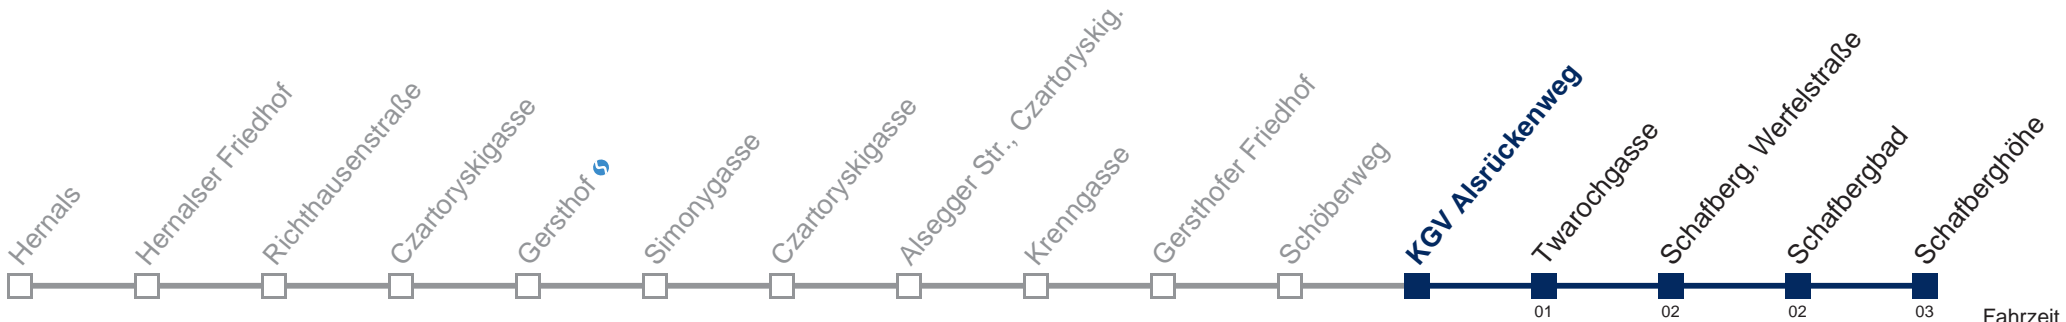 Hernals
Hernalser Friedhof
Richthausenstraße
Czartoryskigasse
Gersthof
Simonygasse
Czartoryskigasse
Alsegger Str., Czartoryskig.
Krenngasse
Gersthofer Friedhof
Schöberweg
KGV Alsrückenweg
Twarochgasse
Schafberg, Werfelstraße
Schafbergbad
Schafberghöhe
01
02
02
03
Fahrzeit